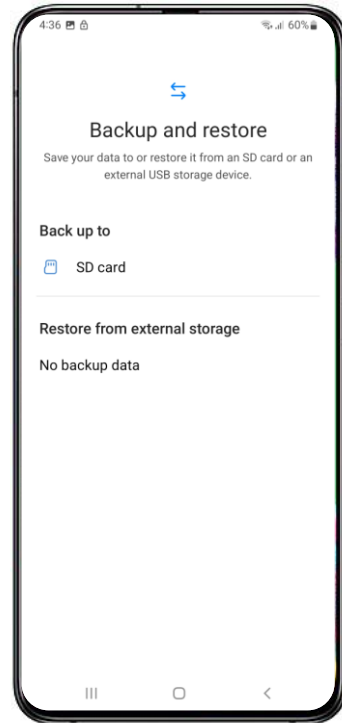 4:36 60%
Backup and restore
Save your data to or restore it from an SD card or an
external USB storage device.
Back up to
SD card
Restore from external storage
No backup data